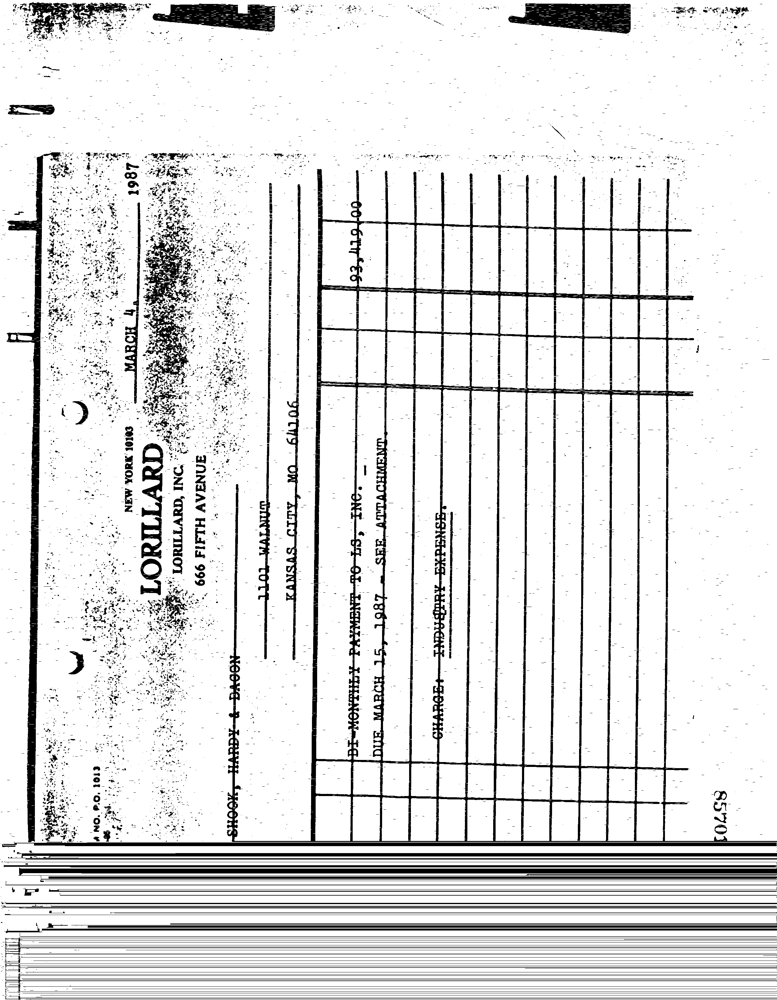 NO. P.O. 1013
NEW YORK 10103 MARCH 4, 1987
LORILLARD
LORILLARD, INC.
666 FIFTH AVENUE
SHOOK, HARDY & BACON
1101 WALNUT
KANSAS CITY, MO 64106
BI-MONTHLY PAYMENT TO LS, INC. — 93,419.00
DUE MARCH 15, 1987 - SEE ATTACHMENT.
CHARGE: INDUSTRY EXPENSE.
85701